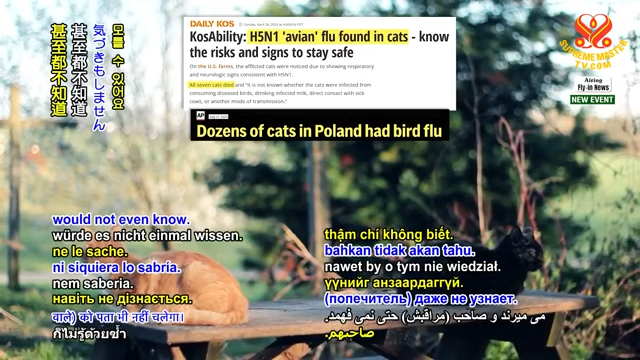 DAILY KOS
KosAbility: H5N1 'avian' flu found in cats - know
the risks and signs to stay safe
On the U.S. farms, the afflicted cats were noticed due to showing respiratory
and neurologic signs consistent with H5N1.
All seven cats died and "it is not known whether the cats were infected from
consuming diseased birds, drinking infected milk, direct contact with sick
cows, or another mode of transmission."
AP
Dozens of cats in Poland had bird flu
SUPREME MASTER
TV.COM
Airing
Fly-in News
NEW EVENT
모를 수 있어요
気づきもしません
甚至都不知道
甚至都不知道
would not even know.
würde es nicht einmal wissen.
ne le sache.
ni siquiera lo sabría.
nem saberia.
навіть не дізнається.
वाले) को पता भी नहीं चलेगा।
ก็ไม่รู้ด้วยซ้ำ
thậm chí không biết.
bahkan tidak akan tahu.
nawet by o tym nie wiedział.
үүнийг анзаардаггүй.
(попечитель) даже не узнает.
می میرند و صاحب (مراقبش) حتی نمی فهمد.
صاحبهم.